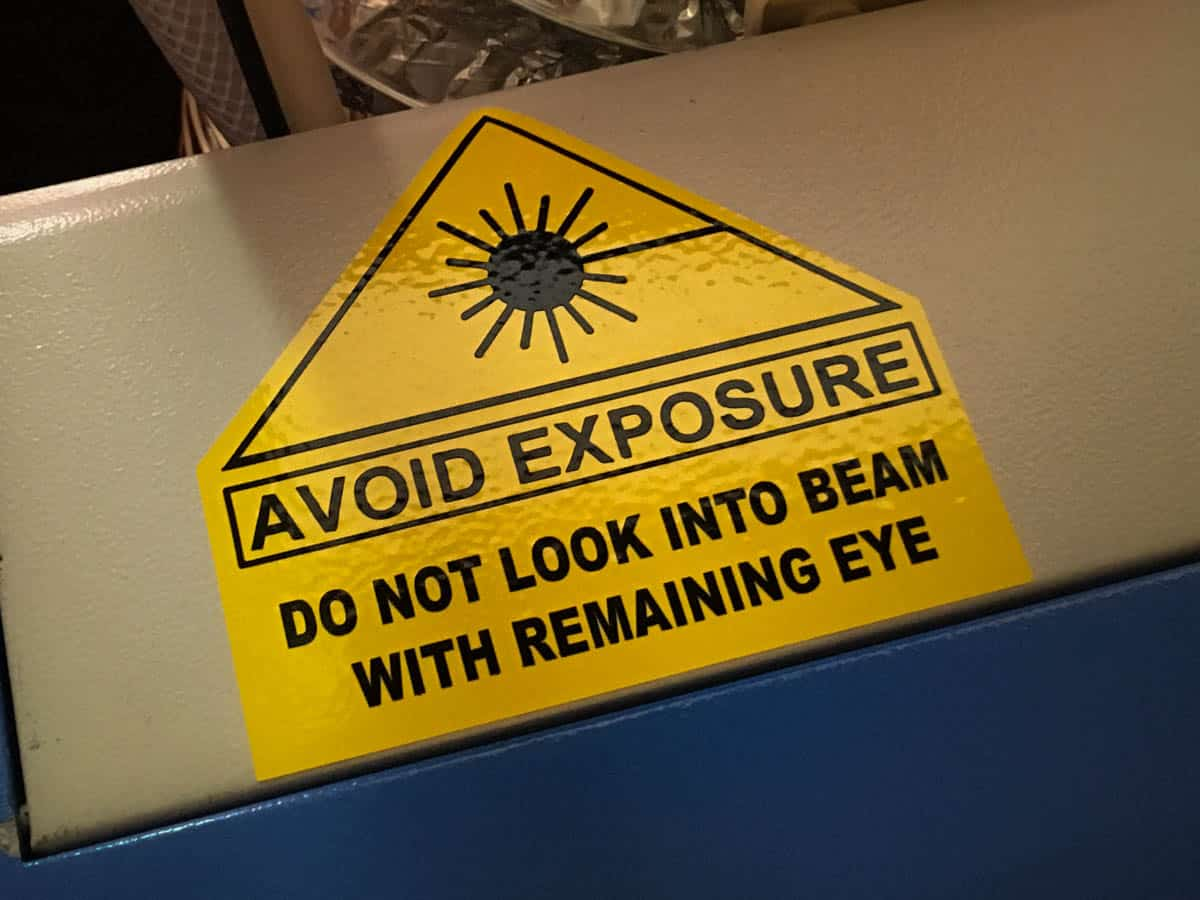 AVOID EXPOSURE
DO NOT LOOK INTO BEAM
WITH REMAINING EYE